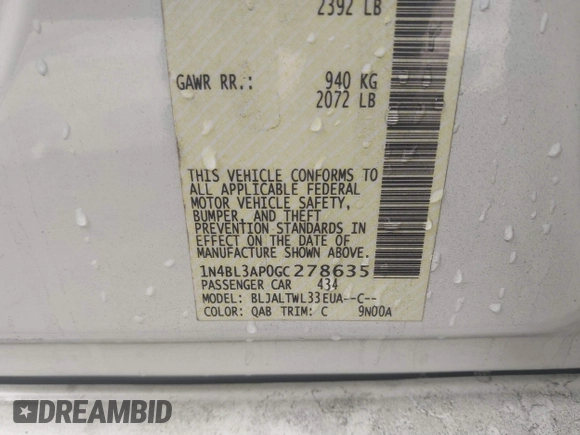 2392 LB
GAWR RR.: 940 KG
2072 LB
THIS VEHICLE CONFORMS TO
ALL APPLICABLE FEDERAL
MOTOR VEHICLE SAFETY,
BUMPER, AND THEFT
PREVENTION STANDARDS IN
EFFECT ON THE DATE OF
MANUFACTURE SHOWN ABOVE.
1N4BL3AP0GC278635
PASSENGER CAR 434
MODEL: BLJALTWL33EUA--C--
COLOR: QAB TRIM: C 9N00A
DREAMBID